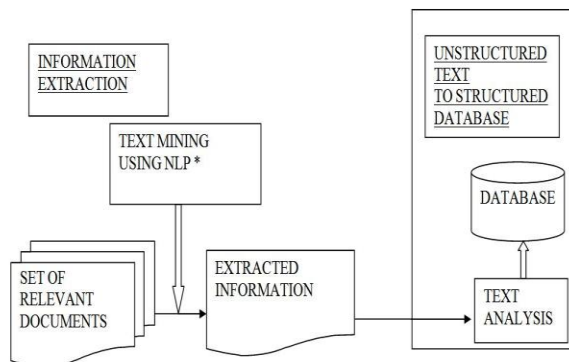 INFORMATION
EXTRACTION
TEXT MINING
USING NLP *
SET OF
RELEVANT
DOCUMENTS
EXTRACTED
INFORMATION
UNSTRUCTURED
TEXT
TO STRUCTURED
DATABASE
DATABASE
TEXT
ANALYSIS